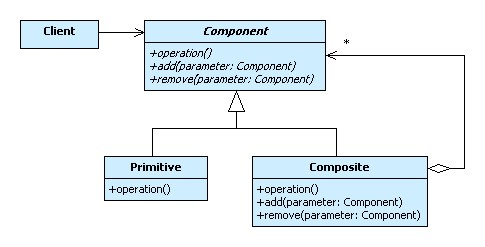 Client
Component
+operation()
+add(parameter: Component)
+remove(parameter: Component)
*
Primitive
+operation()
Composite
+operation()
+add(parameter: Component)
+remove(parameter: Component)